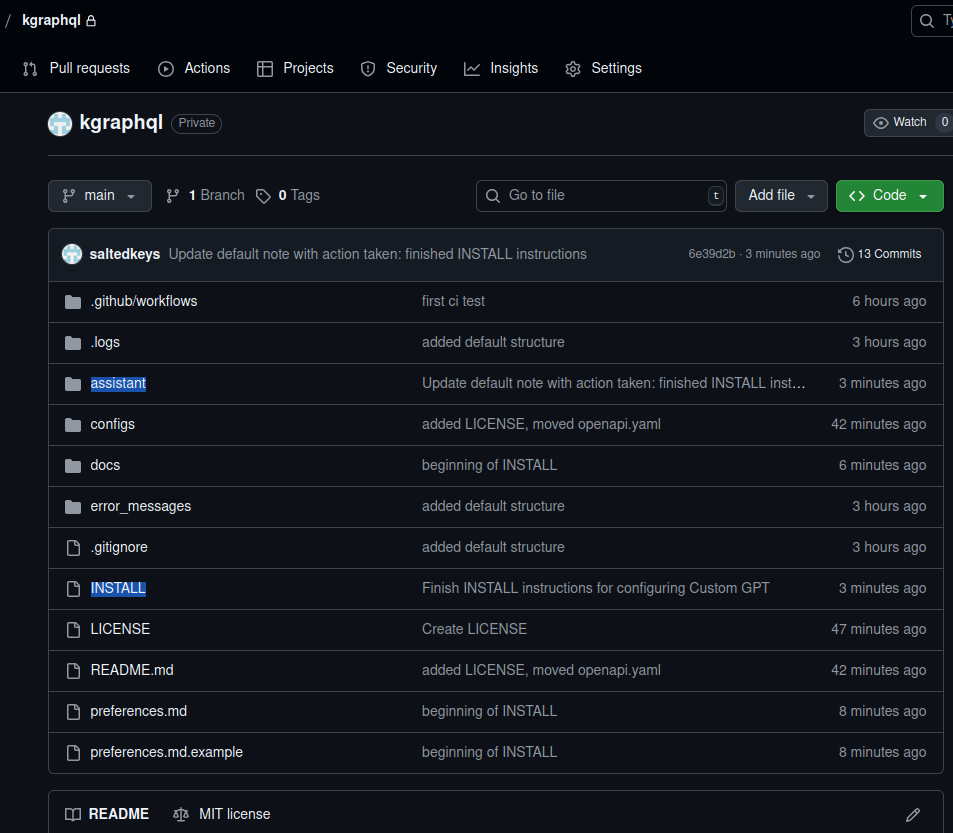 / kgraphql
Ty
Pull requests Actions Projects Security Insights Settings
kgraphql Private Watch 0
main 1 Branch 0 Tags Go to file t Add file Code
saltedkeys Update default note with action taken: finished INSTALL instructions 6e39d2b · 3 minutes ago 13 Commits
.github/workflows first ci test 6 hours ago
.logs added default structure 3 hours ago
assistant Update default note with action taken: finished INSTALL inst... 3 minutes ago
configs added LICENSE, moved openapi.yaml 42 minutes ago
docs beginning of INSTALL 6 minutes ago
error_messages added default structure 3 hours ago
.gitignore added default structure 3 hours ago
INSTALL Finish INSTALL instructions for configuring Custom GPT 3 minutes ago
LICENSE Create LICENSE 47 minutes ago
README.md added LICENSE, moved openapi.yaml 42 minutes ago
preferences.md beginning of INSTALL 8 minutes ago
preferences.md.example beginning of INSTALL 8 minutes ago
README MIT license